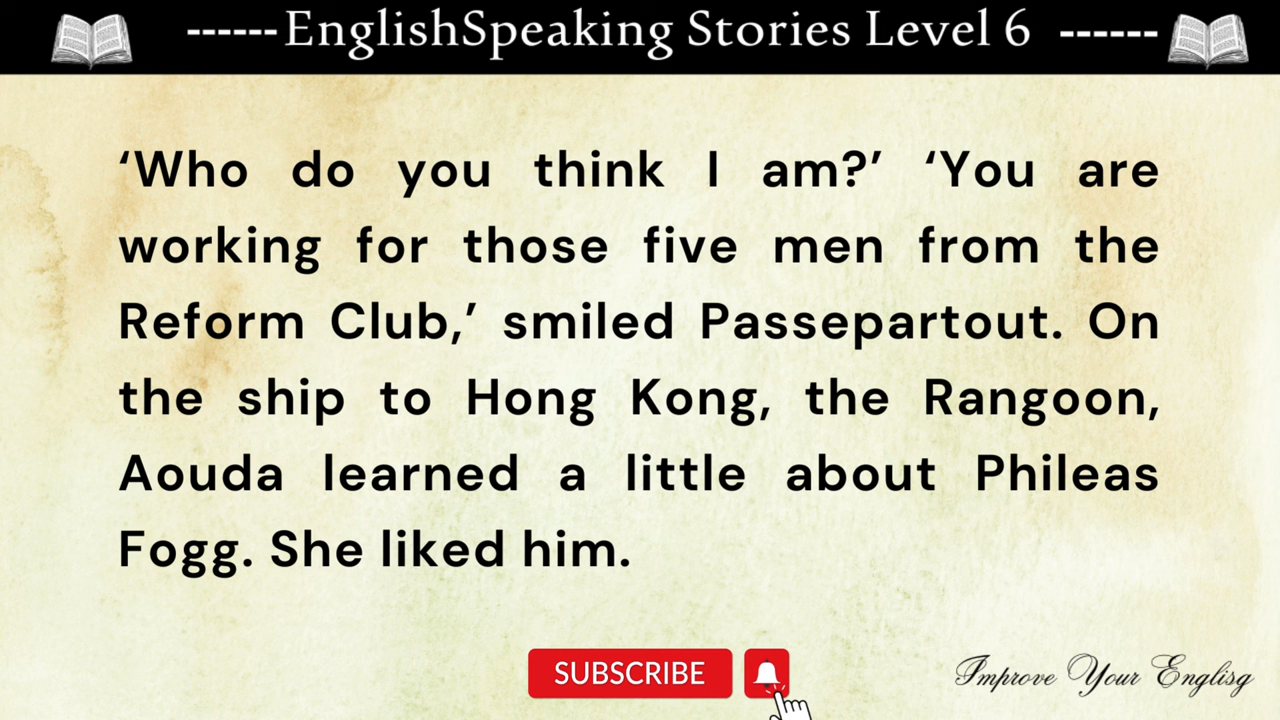 ------EnglishSpeaking Stories Level 6 ------
‘Who do you think I am?’ ‘You are
working for those five men from the
Reform Club,’ smiled Passepartout. On
the ship to Hong Kong, the Rangoon,
Aouda learned a little about Phileas
Fogg. She liked him.
SUBSCRIBE
Improve Your Englisg